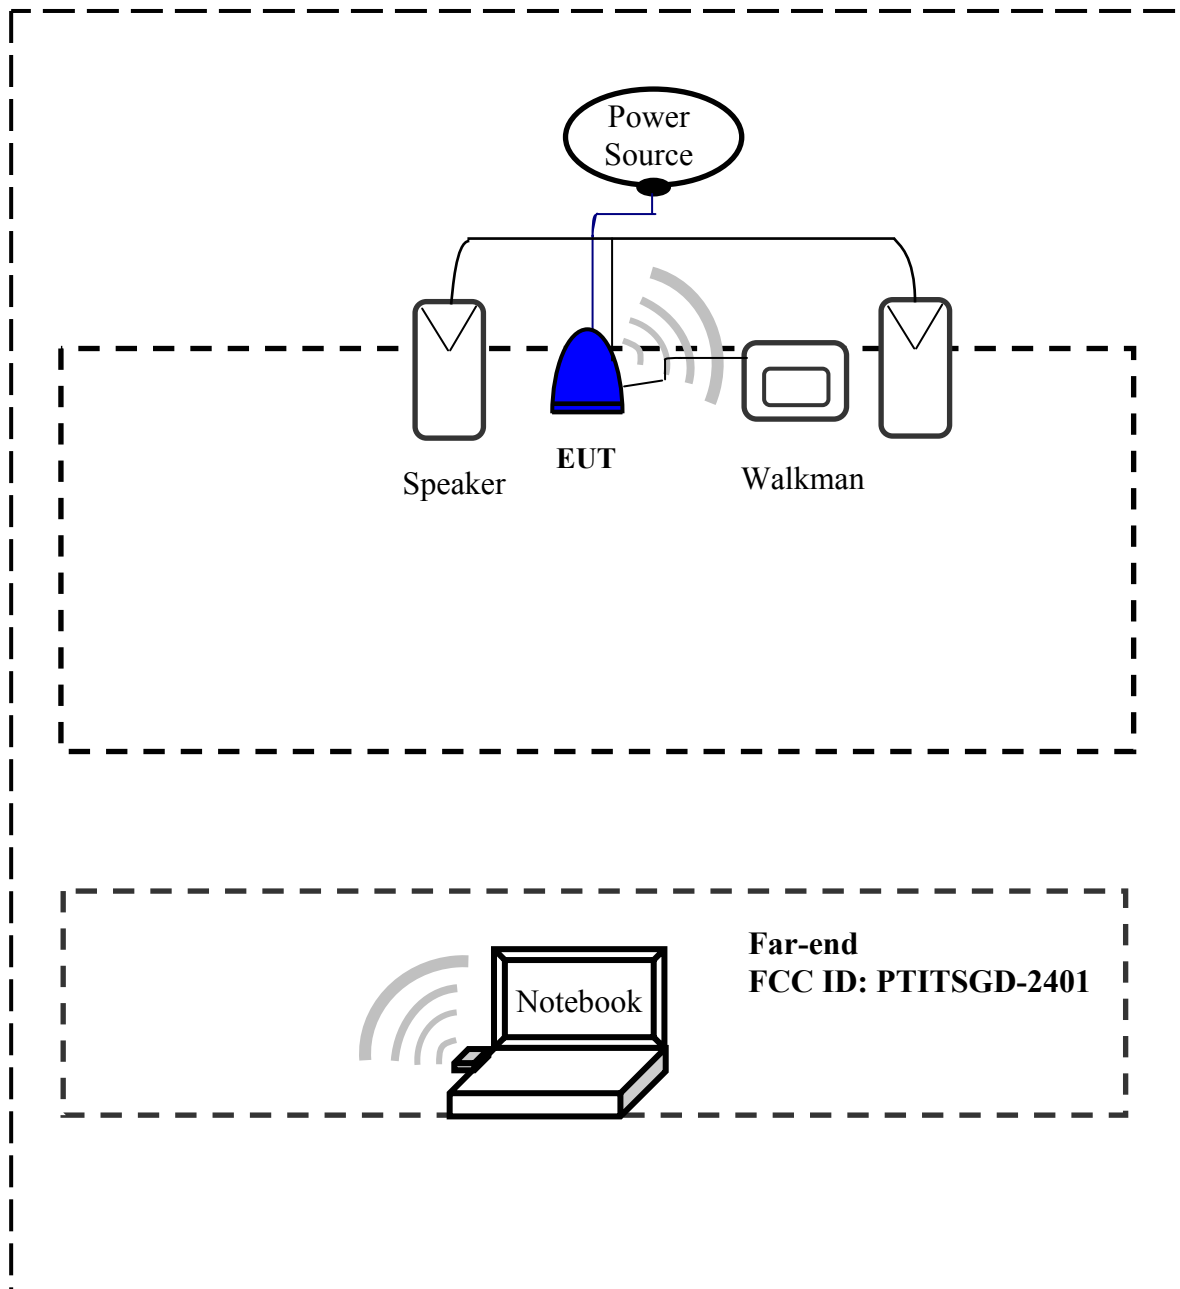 Power
Source
EUT
Speaker
Walkman
Far-end
FCC ID: PTITSGD-2401
Notebook